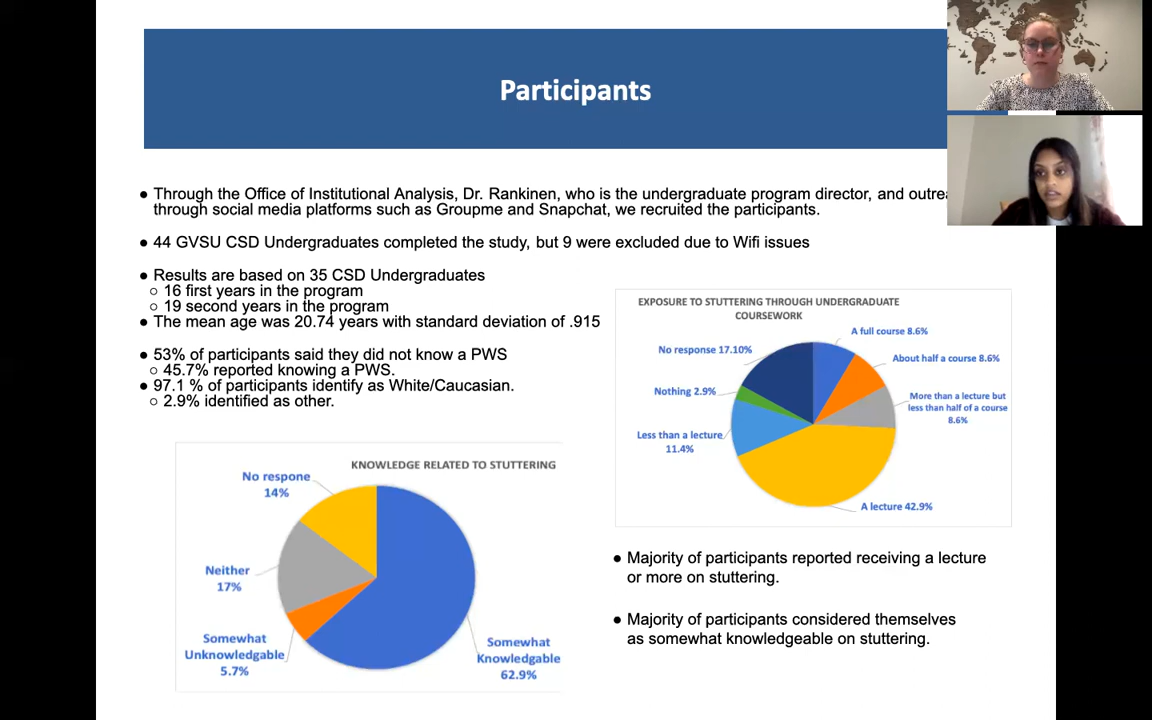 Participants
● Through the Office of Institutional Analysis, Dr. Rankinen, who is the undergraduate program director, and
through social media platforms such as Groupme and Snapchat, we recruited the participants.
● 44 GVSU CSD Undergraduates completed the study, but 9 were excluded due to Wifi issues
● Results are based on 35 CSD Undergraduates
○ 16 first years in the program
○ 19 second years in the program
● The mean age was 20.74 years with standard deviation of .915
● 53% of participants said they did not know a PWS
○ 45.7% reported knowing a PWS.
● 97.1 % of participants identify as White/Caucasian.
○ 2.9% identified as other.
KNOWLEDGE RELATED TO STUTTERING
No respone
14%
Neither
17%
Somewhat
Unknowledgable
5.7%
Somewhat
Knowledgable
62.9%
EXPOSURE TO STUTTERING THROUGH UNDERGRADUATE
COURSEWORK
A full course 8.6%
No response 17.10%
About half a course 8.6%
Nothing 2.9%
More than a lecture but
less than half of a course
8.6%
Less than a lecture
11.4%
A lecture 42.9%
● Majority of participants reported receiving a lecture
or more on stuttering.
● Majority of participants considered themselves
as somewhat knowledgeable on stuttering.